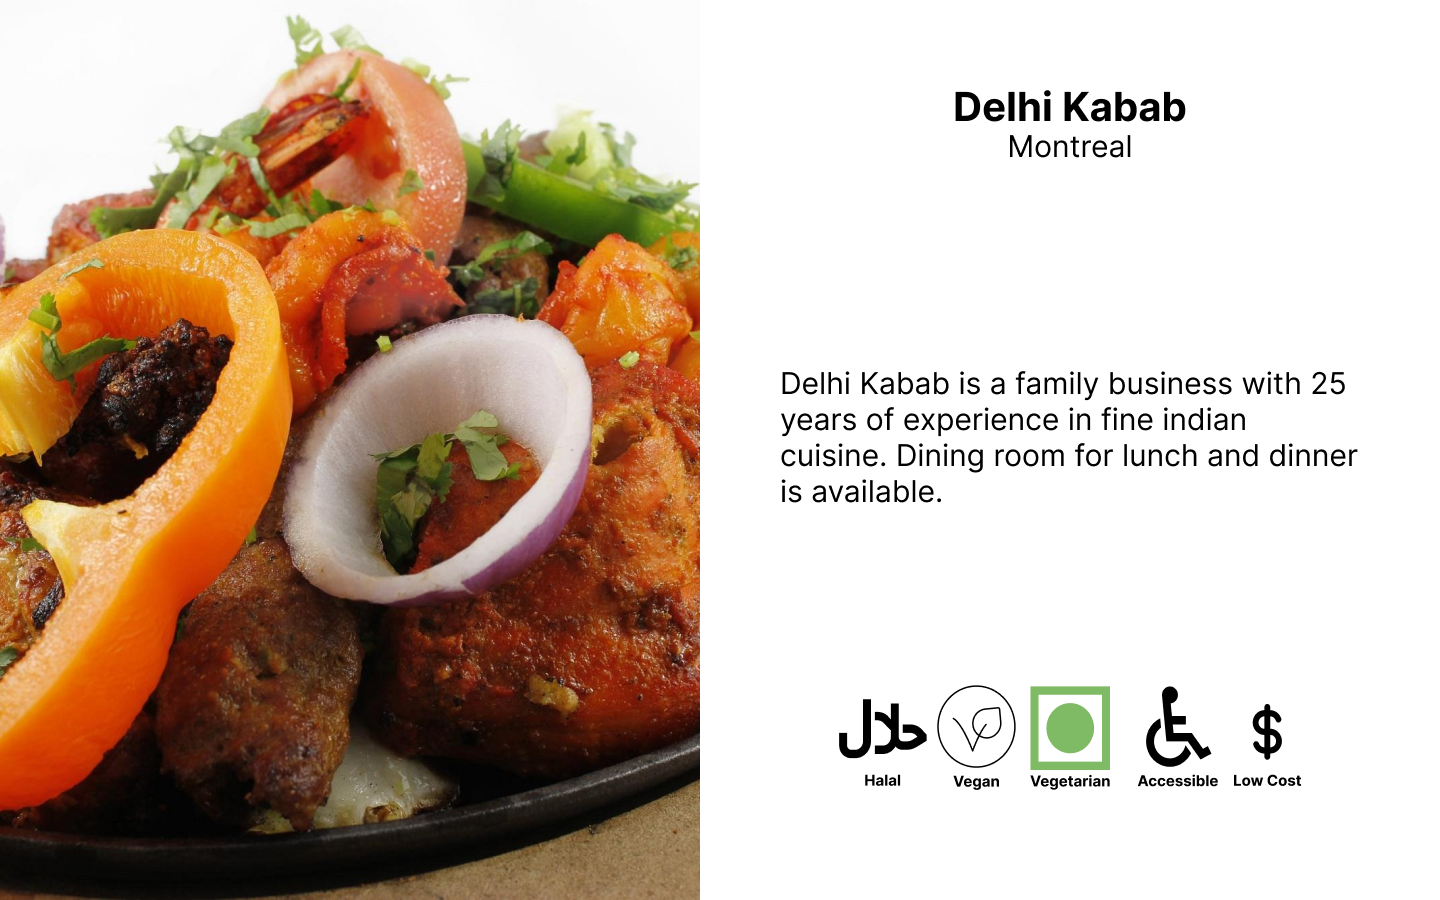 Delhi Kabab
Montreal
Delhi Kabab is a family business with 25
years of experience in fine indian
cuisine. Dining room for lunch and dinner
is available.
حلال
$
Halal
Vegan
Vegetarian
Accessible
Low Cost